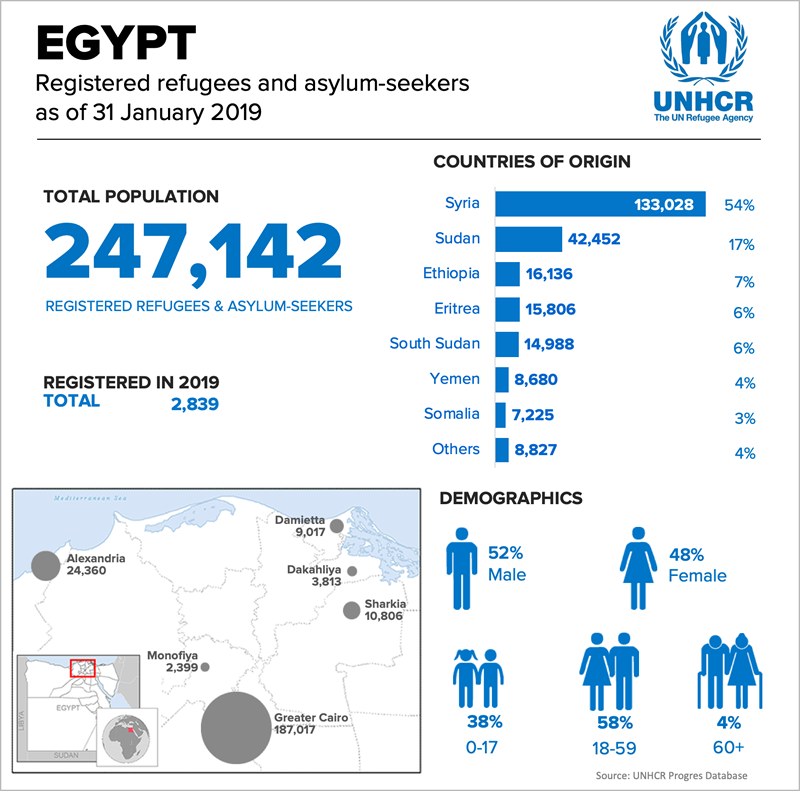 EGYPT
Registered refugees and asylum-seekers
as of 31 January 2019
UNHCR
The UN Refugee Agency
TOTAL POPULATION
247,142
REGISTERED REFUGEES & ASYLUM-SEEKERS
REGISTERED IN 2019
TOTAL 2,839
COUNTRIES OF ORIGIN
Syria 133,028 54%
Sudan 42,452 17%
Ethiopia 16,136 7%
Eritrea 15,806 6%
South Sudan 14,988 6%
Yemen 8,680 4%
Somalia 7,225 3%
Others 8,827 4%
Mediterranean Sea
Damietta
9,017
Alexandria
24,360
Dakahliya
3,813
Sharkia
10,806
Monofiya
2,399
Greater Cairo
187,017
LIBYA
EGYPT
SUDAN
DEMOGRAPHICS
52%
Male
48%
Female
38%
0-17
58%
18-59
4%
60+
Source: UNHCR Progres Database